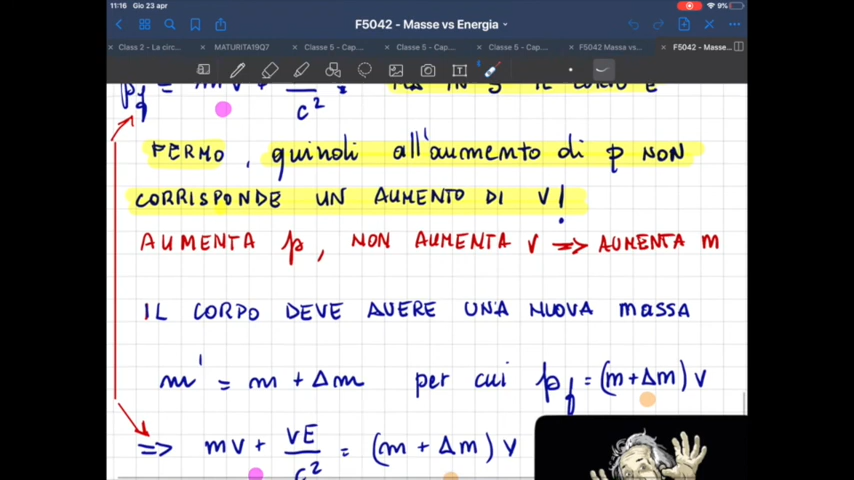 11:16 Gio 23 apr
9%
F5042 - Masse vs Energia
Class 2 - La circ...
MATURITA19Q7
Classe 5 - Cap....
Classe 5 - Cap....
Classe 5 - Cap....
F5042 Massa vs...
F5042 - Masse...
c²
FERMO, quindi all'aumento di p NON
CORRISPONDE UN AUMENTO DI V!
AUMENTA p, NON AUMENTA v => AUMENTA m
IL CORPO DEVE AVERE UNA NUOVA massa
m' = m + Δm per cui p_f = (m + Δm) v
=> mv + vE/c² = (m + Δm) v